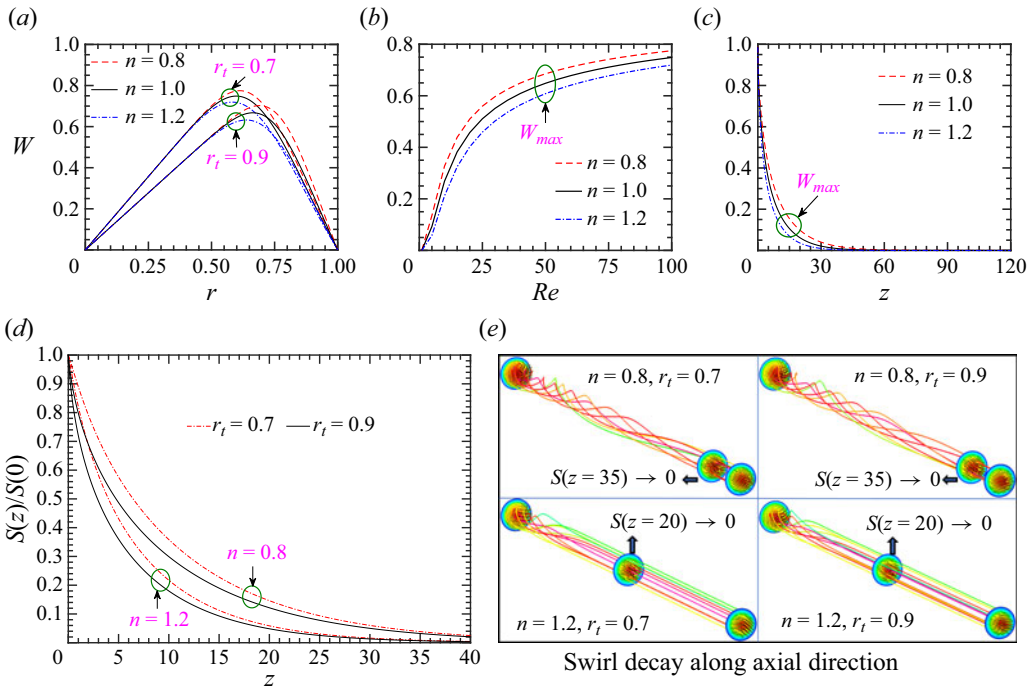 (a)
1.0
0.8
0.6
0.4
0.2
W
n = 0.8
n = 1.0
n = 1.2
r_t = 0.7
r_t = 0.9
0 0.25 0.50 0.75 1.00
r
(b)
0.8
0.6
0.4
0.2
W_max
n = 0.8
n = 1.0
n = 1.2
0 25 50 75 100
Re
(c)
1.0
0.8
0.6
0.4
0.2
n = 0.8
n = 1.0
n = 1.2
W_max
0 30 60 90 120
z
(d)
1.0
0.9
0.8
0.7
0.6
0.5
0.4
0.3
0.2
0.1
S(z)/S(0)
r_t = 0.7 r_t = 0.9
n = 0.8
n = 1.2
0 5 10 15 20 25 30 35 40
z
(e)
n = 0.8, r_t = 0.7
S(z = 35) → 0
n = 0.8, r_t = 0.9
S(z = 35) → 0
S(z = 20) → 0
n = 1.2, r_t = 0.7
S(z = 20) → 0
n = 1.2, r_t = 0.9
Swirl decay along axial direction